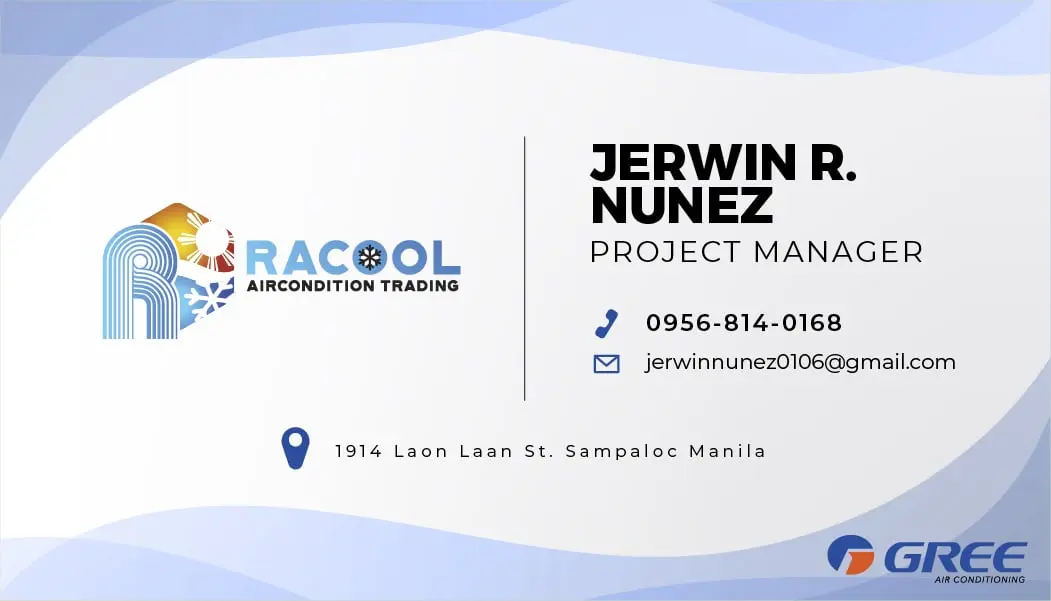 RACOOL
AIRCONDITION TRADING
JERWIN R.
NUNEZ
PROJECT MANAGER
0956-814-0168
jerwinnunez0106@gmail.com
1914 Laon Laan St. Sampaloc Manila
GREE
AIR CONDITIONING